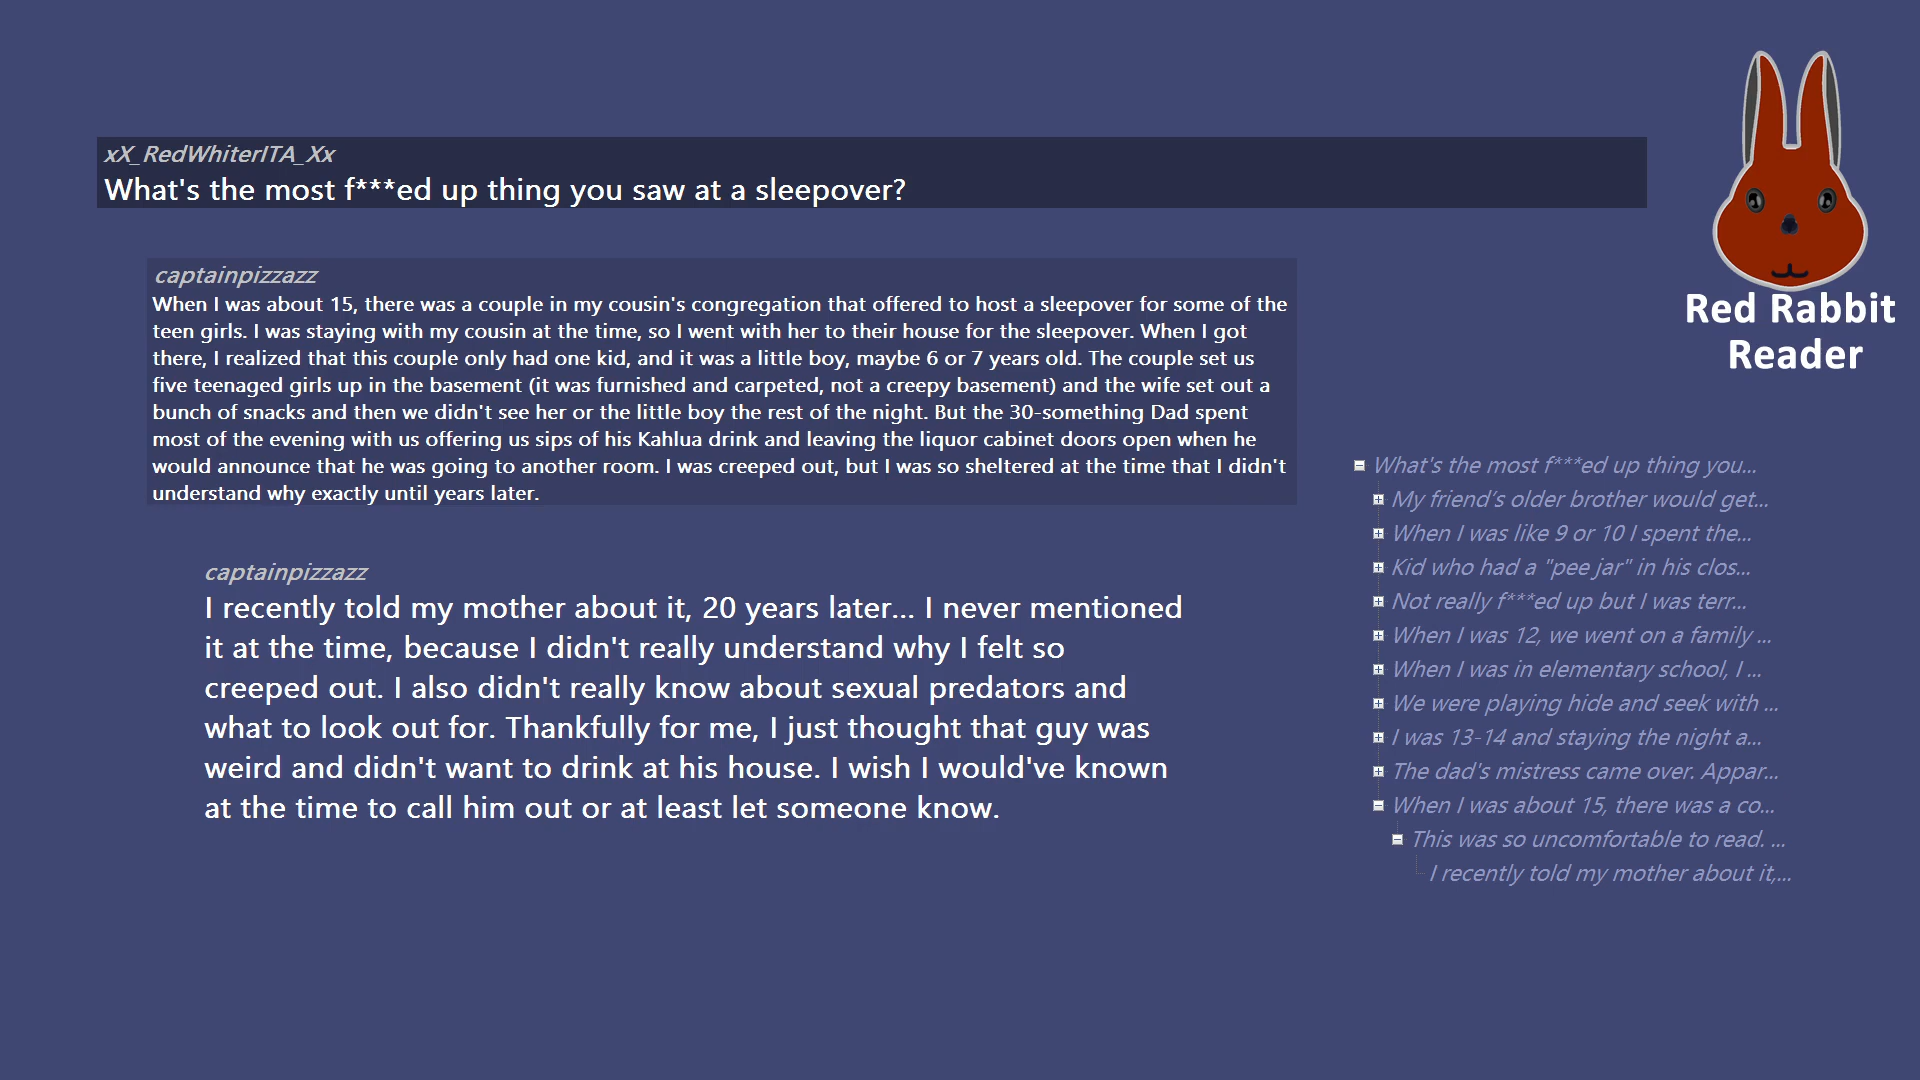 xX_RedWhiterITA_Xx
What's the most f***ed up thing you saw at a sleepover?
captainpizzazz
When I was about 15, there was a couple in my cousin's congregation that offered to host a sleepover for some of the
teen girls. I was staying with my cousin at the time, so I went with her to their house for the sleepover. When I got
there, I realized that this couple only had one kid, and it was a little boy, maybe 6 or 7 years old. The couple set us
five teenaged girls up in the basement (it was furnished and carpeted, not a creepy basement) and the wife set out a
bunch of snacks and then we didn't see her or the little boy the rest of the night. But the 30-something Dad spent
most of the evening with us offering us sips of his Kahlua drink and leaving the liquor cabinet doors open when he
would announce that he was going to another room. I was creeped out, but I was so sheltered at the time that I didn't
understand why exactly until years later.
captainpizzazz
I recently told my mother about it, 20 years later... I never mentioned
it at the time, because I didn't really understand why I felt so
creeped out. I also didn't really know about sexual predators and
what to look out for. Thankfully for me, I just thought that guy was
weird and didn't want to drink at his house. I wish I would've known
at the time to call him out or at least let someone know.
Red Rabbit
Reader
What's the most f***ed up thing you...
My friend’s older brother would get...
When I was like 9 or 10 I spent the...
Kid who had a "pee jar" in his clos...
Not really f***ed up but I was terr...
When I was 12, we went on a family ...
When I was in elementary school, I ...
We were playing hide and seek with ...
I was 13-14 and staying the night a...
The dad's mistress came over. Appar...
When I was about 15, there was a co...
This was so uncomfortable to read. ...
I recently told my mother about it,...